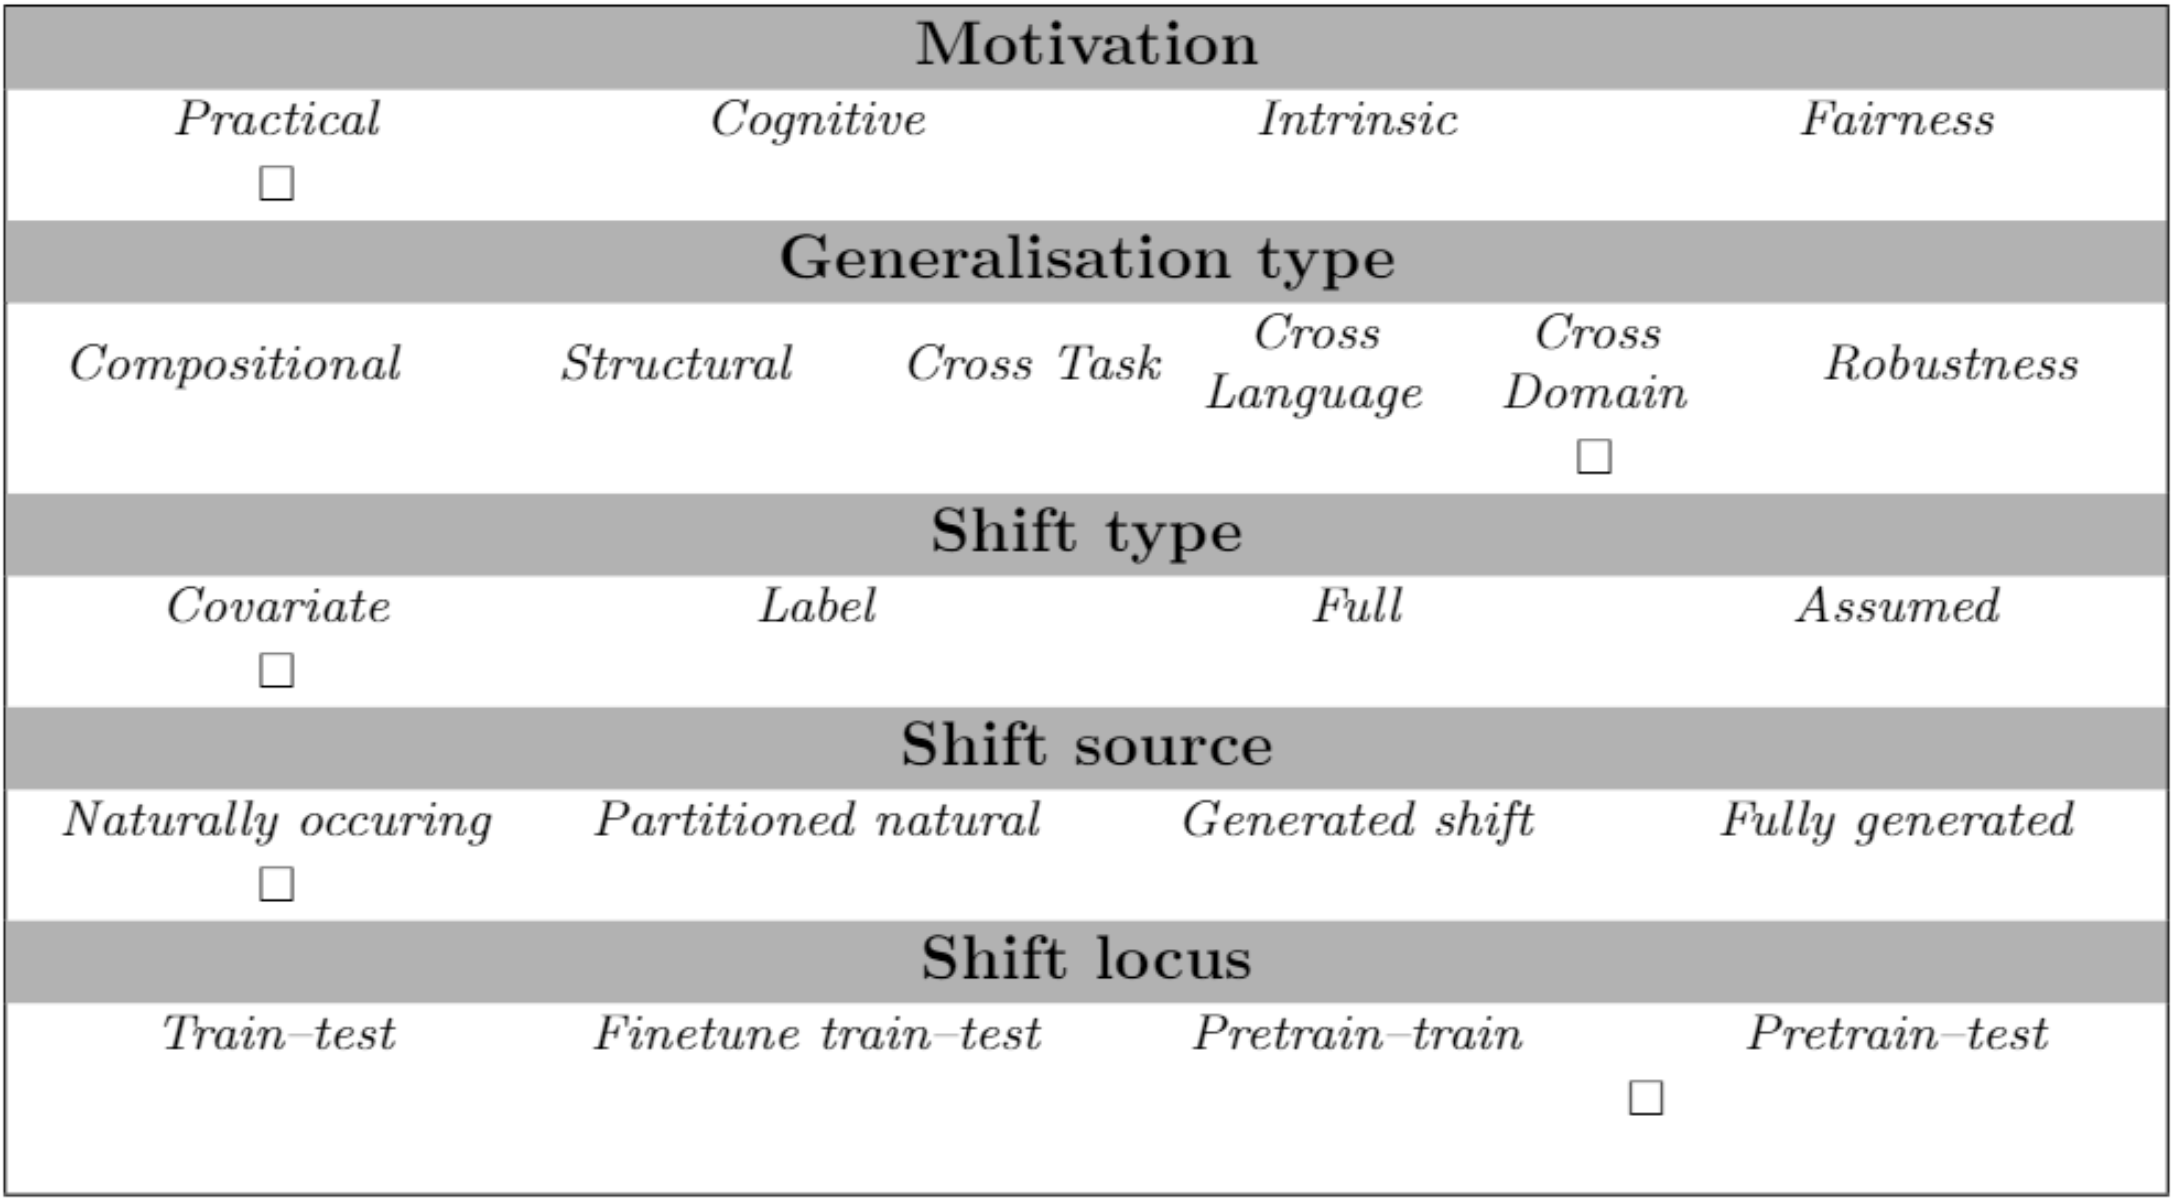 Motivation
Practical Cognitive Intrinsic Fairness
□
Generalisation type
Compositional Structural Cross Task Cross Language Cross Domain Robustness
□
Shift type
Covariate Label Full Assumed
□
Shift source
Naturally occuring Partitioned natural Generated shift Fully generated
□
Shift locus
Train–test Finetune train–test Pretrain–train Pretrain–test
□